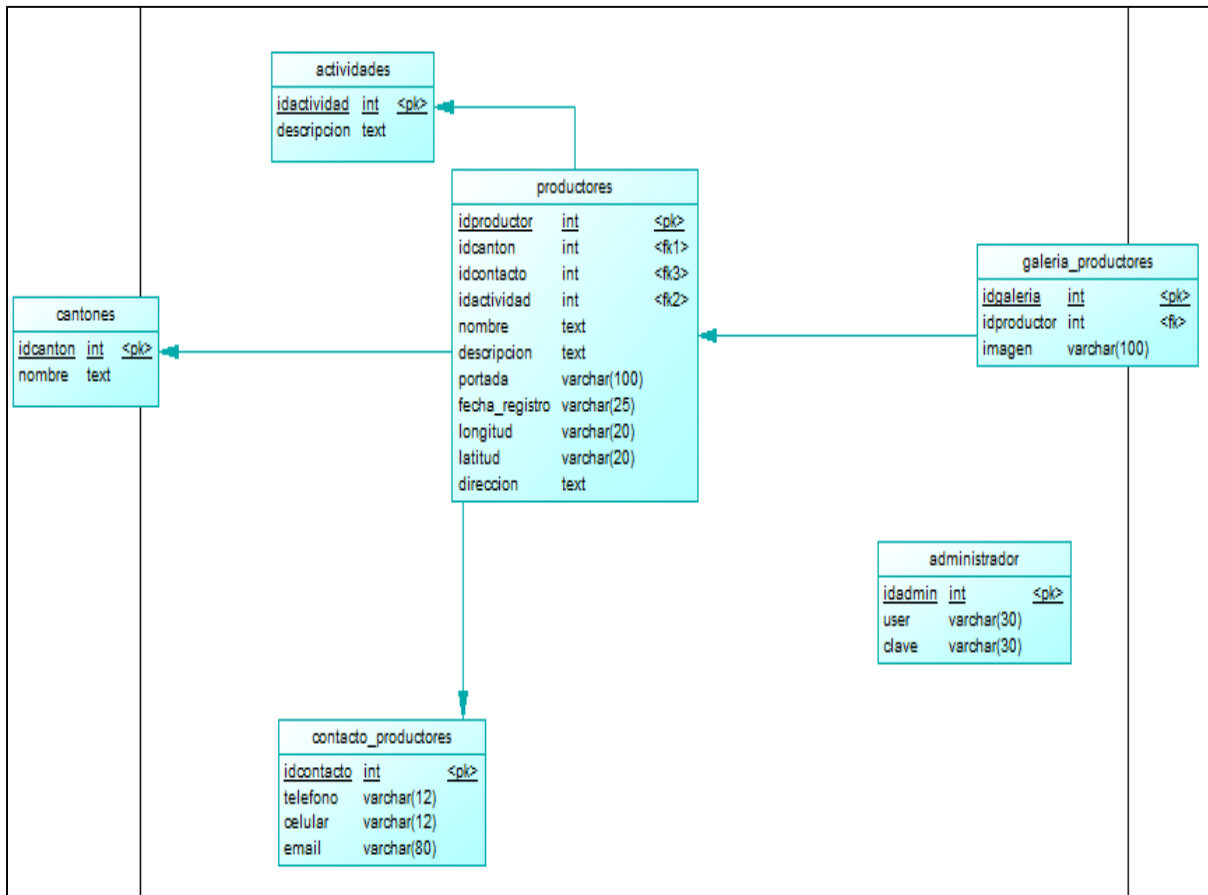 actividades
idactividad int <pk>
descripcion text
productores
idproductor int <pk>
idcanton int <fk1>
idcontacto int <fk3>
idactividad int <fk2>
nombre text
descripcion text
portada varchar(100)
fecha_registro varchar(25)
longitud varchar(20)
latitud varchar(20)
direccion text
galeria_productores
idgaleria int <pk>
idproductor int <fk>
imagen varchar(100)
cantones
idcanton int <pk>
nombre text
administrador
idadmin int <pk>
user varchar(30)
clave varchar(30)
contacto_productores
idcontacto int <pk>
telefono varchar(12)
celular varchar(12)
email varchar(80)